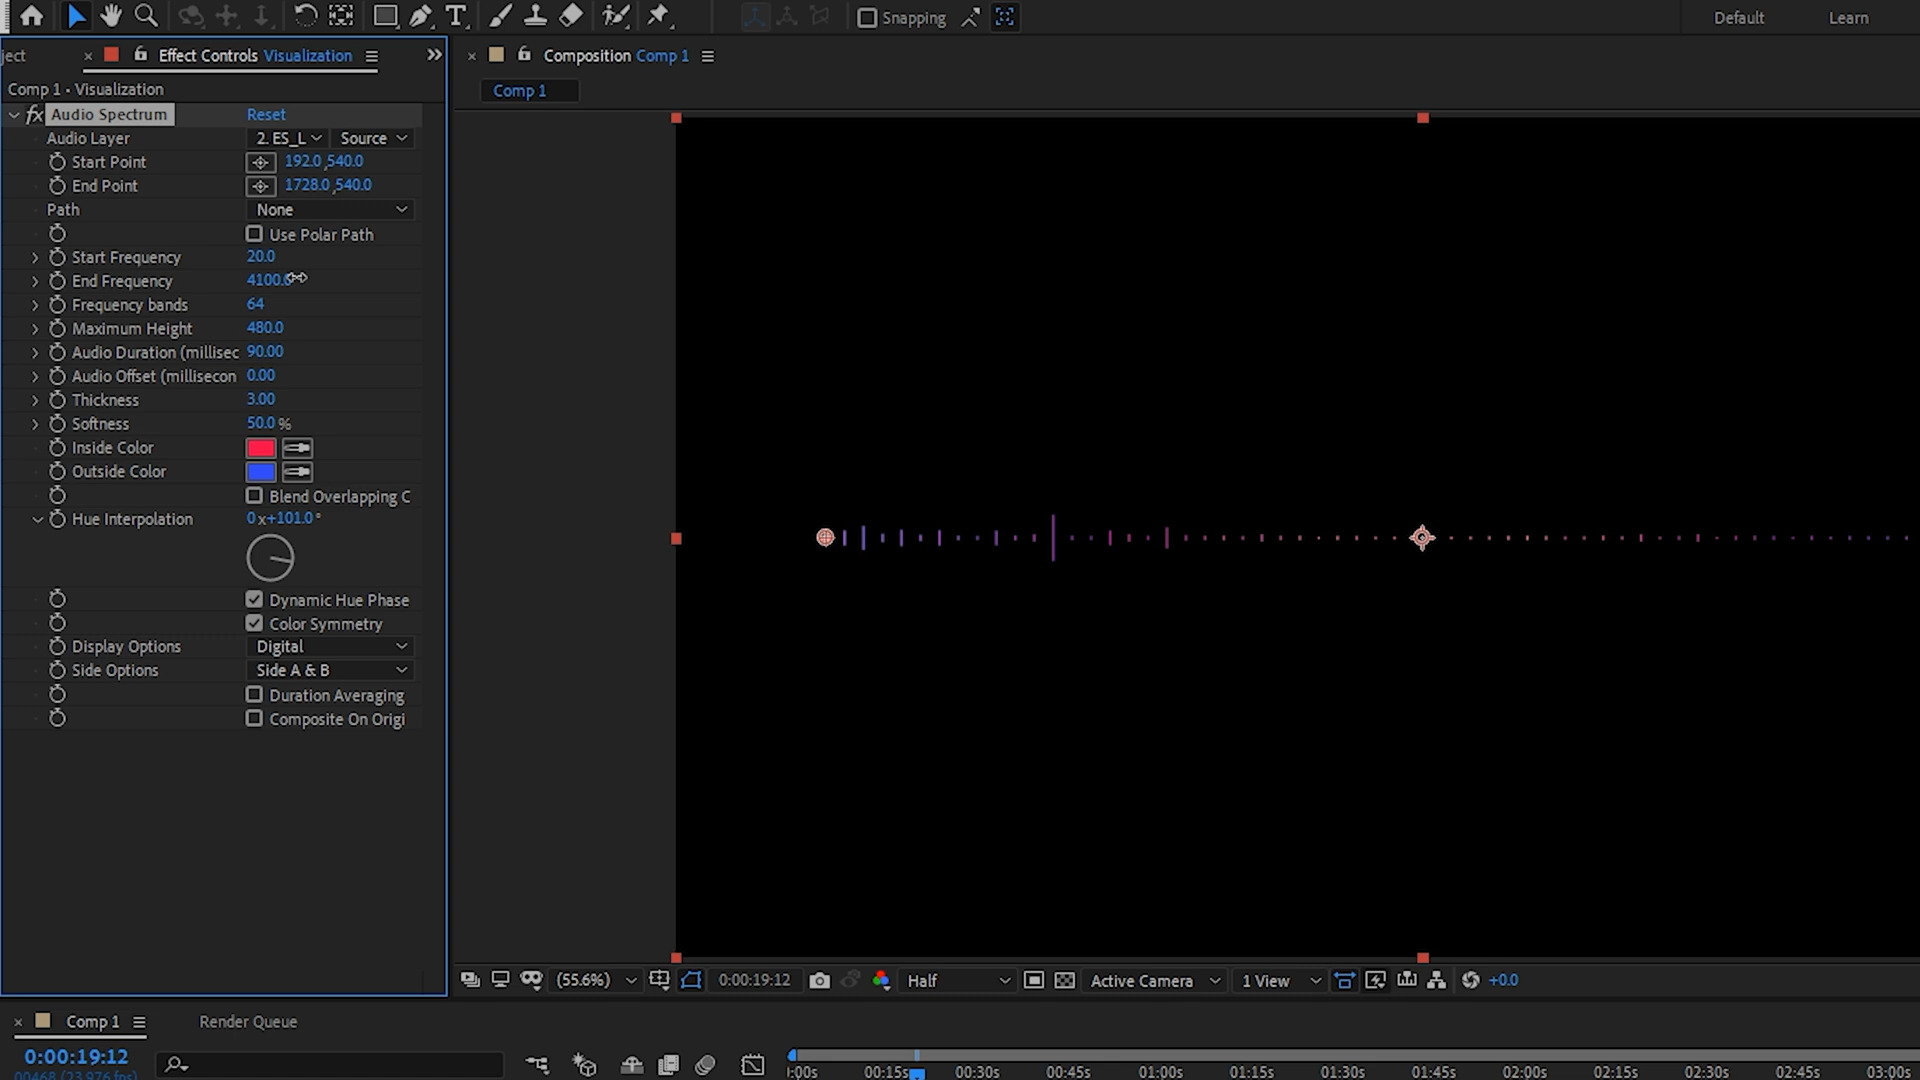 Snapping
Default
Learn
ject
Effect Controls Visualization
Composition Comp 1
Comp 1 • Visualization
Comp 1
fx Audio Spectrum
Reset
Audio Layer
2. ES_L
Source
Start Point
192.0,540.0
End Point
1728.0,540.0
Path
None
Use Polar Path
Start Frequency
20.0
End Frequency
4100.0
Frequency bands
64
Maximum Height
480.0
Audio Duration (millisec
90.00
Audio Offset (millisecon
0.00
Thickness
3.00
Softness
50.0 %
Inside Color
Outside Color
Blend Overlapping C
Hue Interpolation
0x+101.0°
Dynamic Hue Phase
Color Symmetry
Display Options
Digital
Side Options
Side A & B
Duration Averaging
Composite On Origi
(55.6%)
0:00:19:12
Half
Active Camera
1 View
+0.0
Comp 1
Render Queue
0:00:19:12
00468 (23.976 fps)
:00s
00:15s
00:30s
00:45s
01:00s
01:15s
01:30s
01:45s
02:00s
02:15s
02:30s
02:45s
03:00s